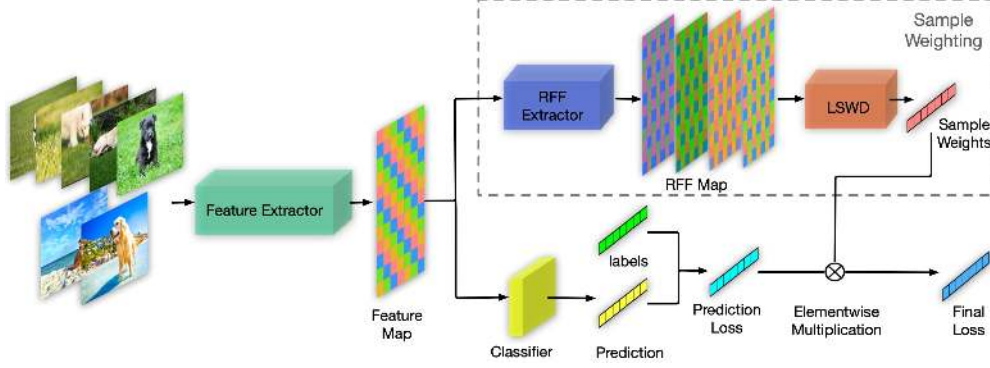 Sample
Weighting
RFF
Extractor
LSWD
Sample
Weights
RFF Map
Feature Extractor
labels
Feature
Map
Classifier
Prediction
Prediction
Loss
Elementwise
Multiplication
Final
Loss